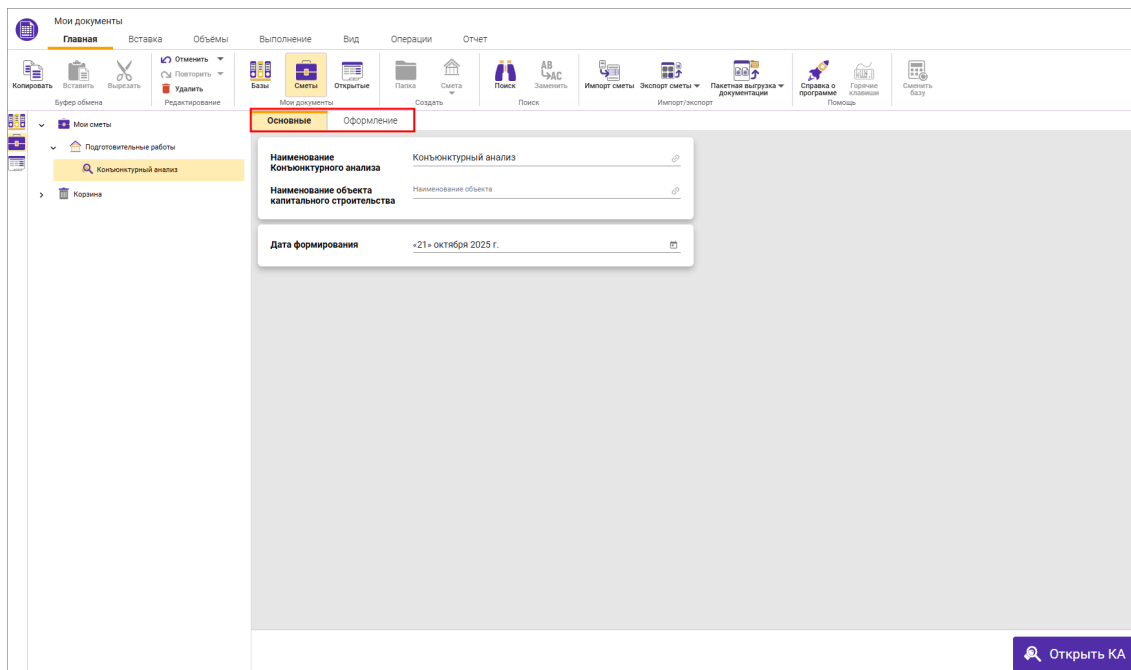 Мои документы
Главная Вставка Объёмы Выполнение Вид Операции Отчет
Копировать Вставить Вырезать
Буфер обмена
Отменить
Повторить
Удалить
Редактирование
Базы Сметы Открытые
Мои документы
Папка Смета
Создать
Поиск Заменить
Поиск
Импорт сметы Экспорт сметы Пакетная выгрузка документации
Импорт/экспорт
Справка о программе Горячие клавиши
Помощь
Сменить базу
Мои сметы
Подготовительные работы
Конъюнктурный анализ
Корзина
Основные Оформление
Наименование Конъюнктурный анализ
Конъюнктурного анализа
Наименование объекта Наименование объекта
капитального строительства
Дата формирования «21» октября 2025 г.
Открыть КА